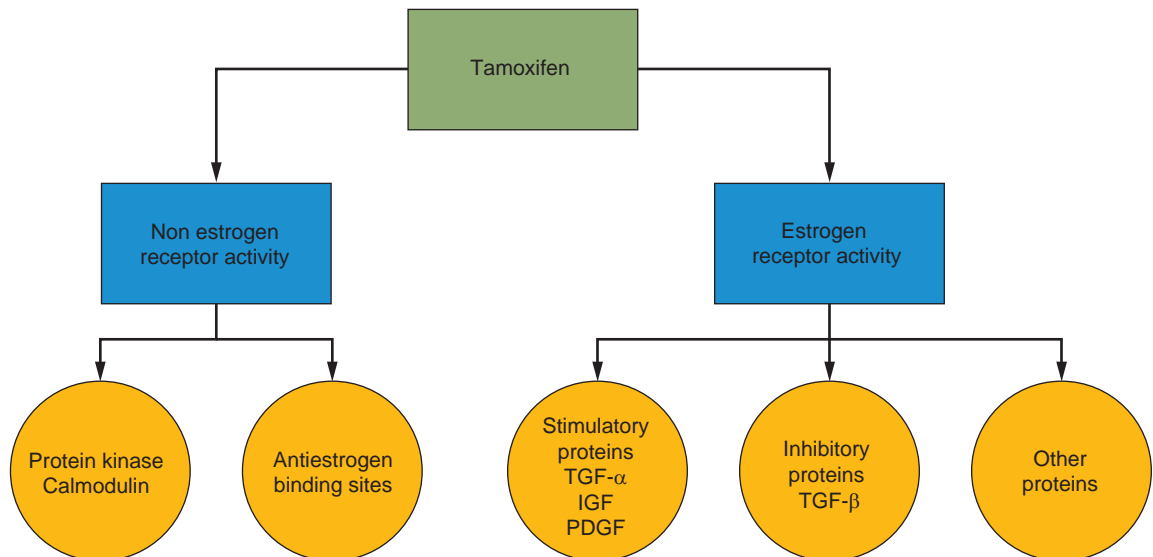 Tamoxifen
Non estrogen
receptor activity
Estrogen
receptor activity
Protein kinase
Calmodulin
Antiestrogen
binding sites
Stimulatory
proteins
TGF-α
IGF
PDGF
Inhibitory
proteins
TGF-β
Other
proteins